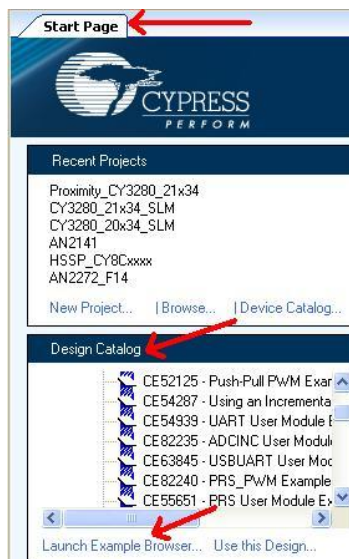 Start Page
CYPRESS
PERFORM
Recent Projects
Proximity_CY3280_21x34
CY3280_21x34_SLM
CY3280_20x34_SLM
AN2141
HSSP_CY8Cxxxx
AN2272_F14
New Project... | Browse... | Device Catalog...
Design Catalog
CE52125 - Push-Pull PWM Exar
CE54287 - Using an Incrementa
CE54939 - UART User Module E
CE82235 - ADCINC User Module
CE63845 - USBUART User Moc
CE82240 - PRS_PWM Example
CE55651 - PRS User Module Ex
Launch Example Browser... Use this Design...